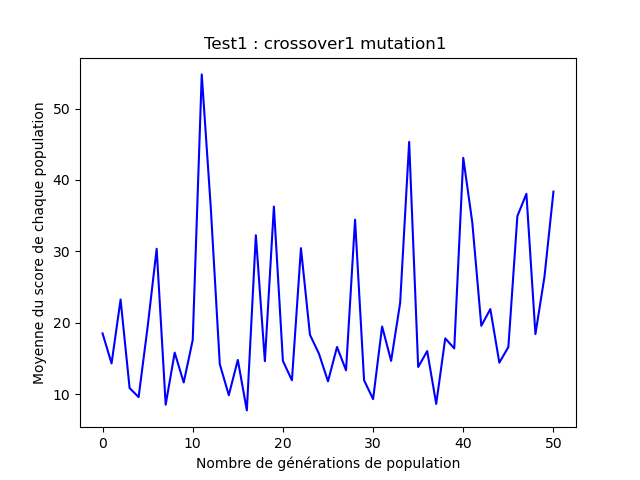 Test1 : crossover1 mutation1
Moyenne du score de chaque population
50
40
30
20
10
0 10 20 30 40 50
Nombre de générations de population